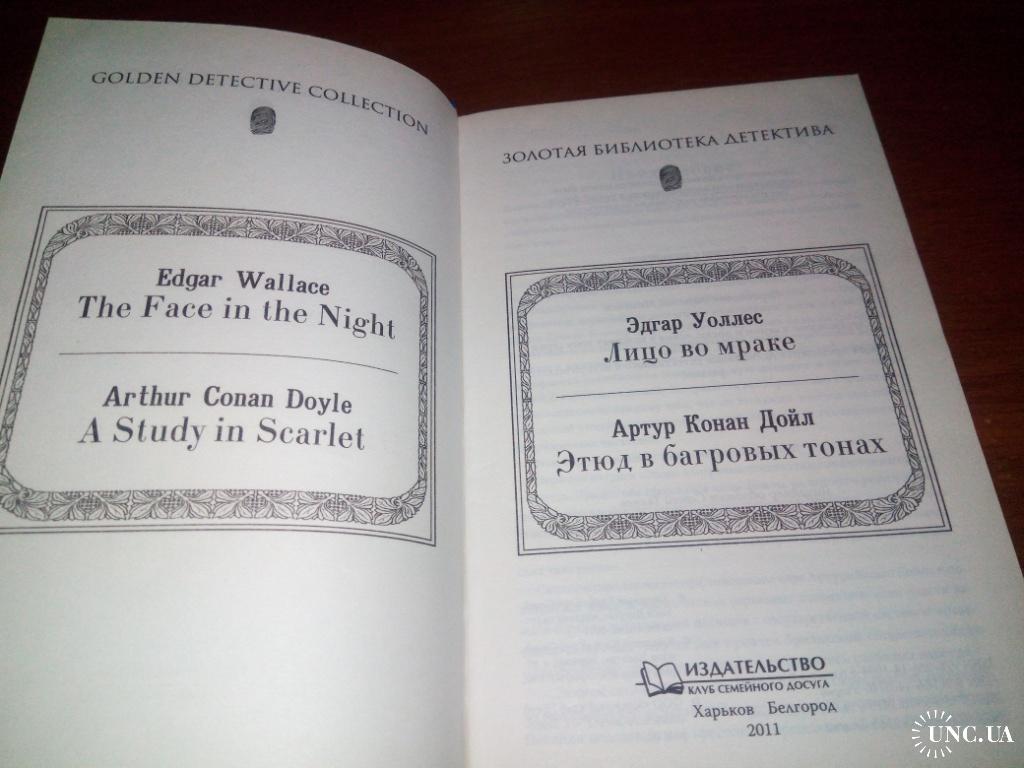 GOLDEN DETECTIVE COLLECTION
Edgar Wallace
The Face in the Night
Arthur Conan Doyle
A Study in Scarlet
ЗОЛОТАЯ БИБЛИОТЕКА ДЕТЕКТИВА
Эдгар Уоллес
Лицо во мраке
Артур Конан Дойл
Этюд в багровых тонах
ИЗДАТЕЛЬСТВО
КЛУБ СЕМЕЙНОГО ДОСУГА
Харьков Белгород
2011
UNC.UA